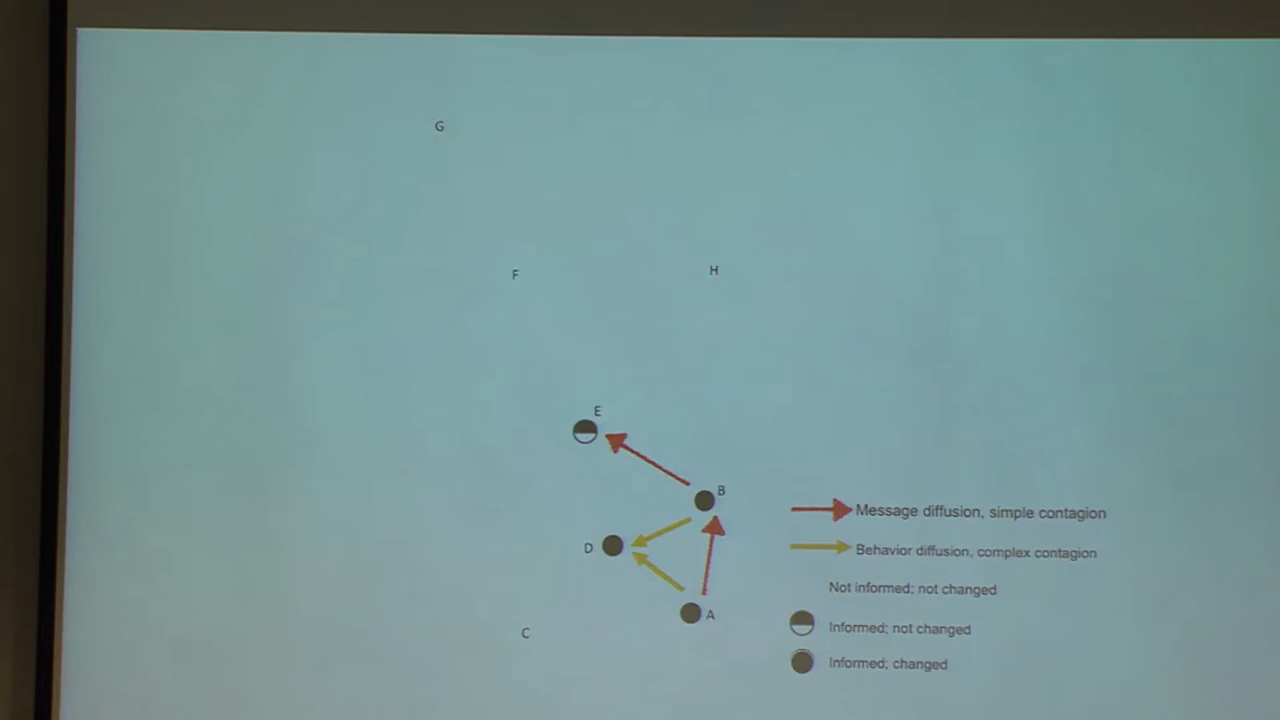 G
F
H
E
B
D
A
C
Message diffusion, simple contagion
Behavior diffusion, complex contagion
Not informed; not changed
Informed; not changed
Informed; changed